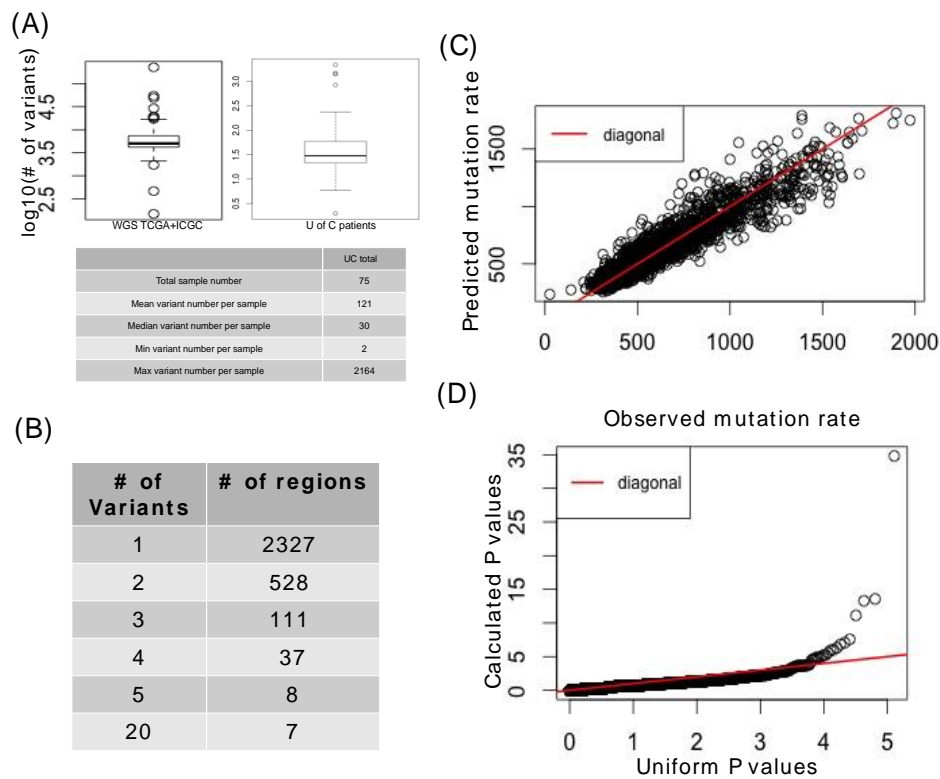 (A)
log10(# of variants)
4.5
3.5
2.5
WGS TCGA+ICGC
3.0
2.5
2.0
1.5
1.0
0.5
U of C patients
UC total
Total sample number 75
Mean variant number per sample 121
Median variant number per sample 30
Min variant number per sample 2
Max variant number per sample 2164
(B)
# of Variants # of regions
1 2327
2 528
3 111
4 37
5 8
20 7
(C)
Predicted mutation rate
1500
500
diagonal
0 500 1000 1500 2000
Observed mutation rate
(D)
Calculated P values
35
25
15
5
0
diagonal
0 1 2 3 4 5
Uniform P values